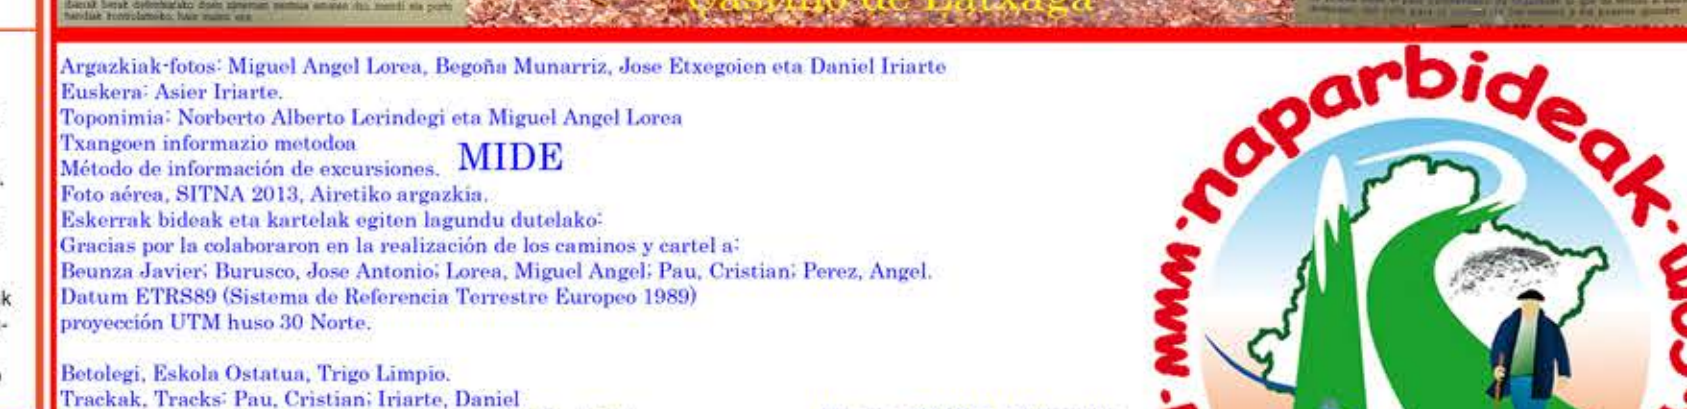 Castillo de Latxaga
Argazkiak-fotos: Miguel Angel Lorea, Begoña Munarriz, Jose Etxegoien eta Daniel Iriarte
Euskera: Asier Iriarte.
Toponimia: Norberto Alberto Lerindegi eta Miguel Angel Lorea
Txangoen informazio metodoa
Método de información de excursiones. MIDE
Foto aérea, SITNA 2013, Airetiko argazkia.
Eskerrak bideak eta kartelak egiten lagundu dutelako:
Gracias por la colaboraron en la realización de los caminos y cartel a:
Beunza Javier; Burusco, Jose Antonio; Lorea, Miguel Angel; Pau, Cristian; Perez, Angel.
Datum ETRS89 (Sistema de Referencia Terrestre Europeo 1989)
proyección UTM huso 30 Norte.
Betolegi, Eskola Ostatua, Trigo Limpio.
Trackak, Tracks: Pau, Cristian; Iriarte, Daniel
www·naparbideak·com